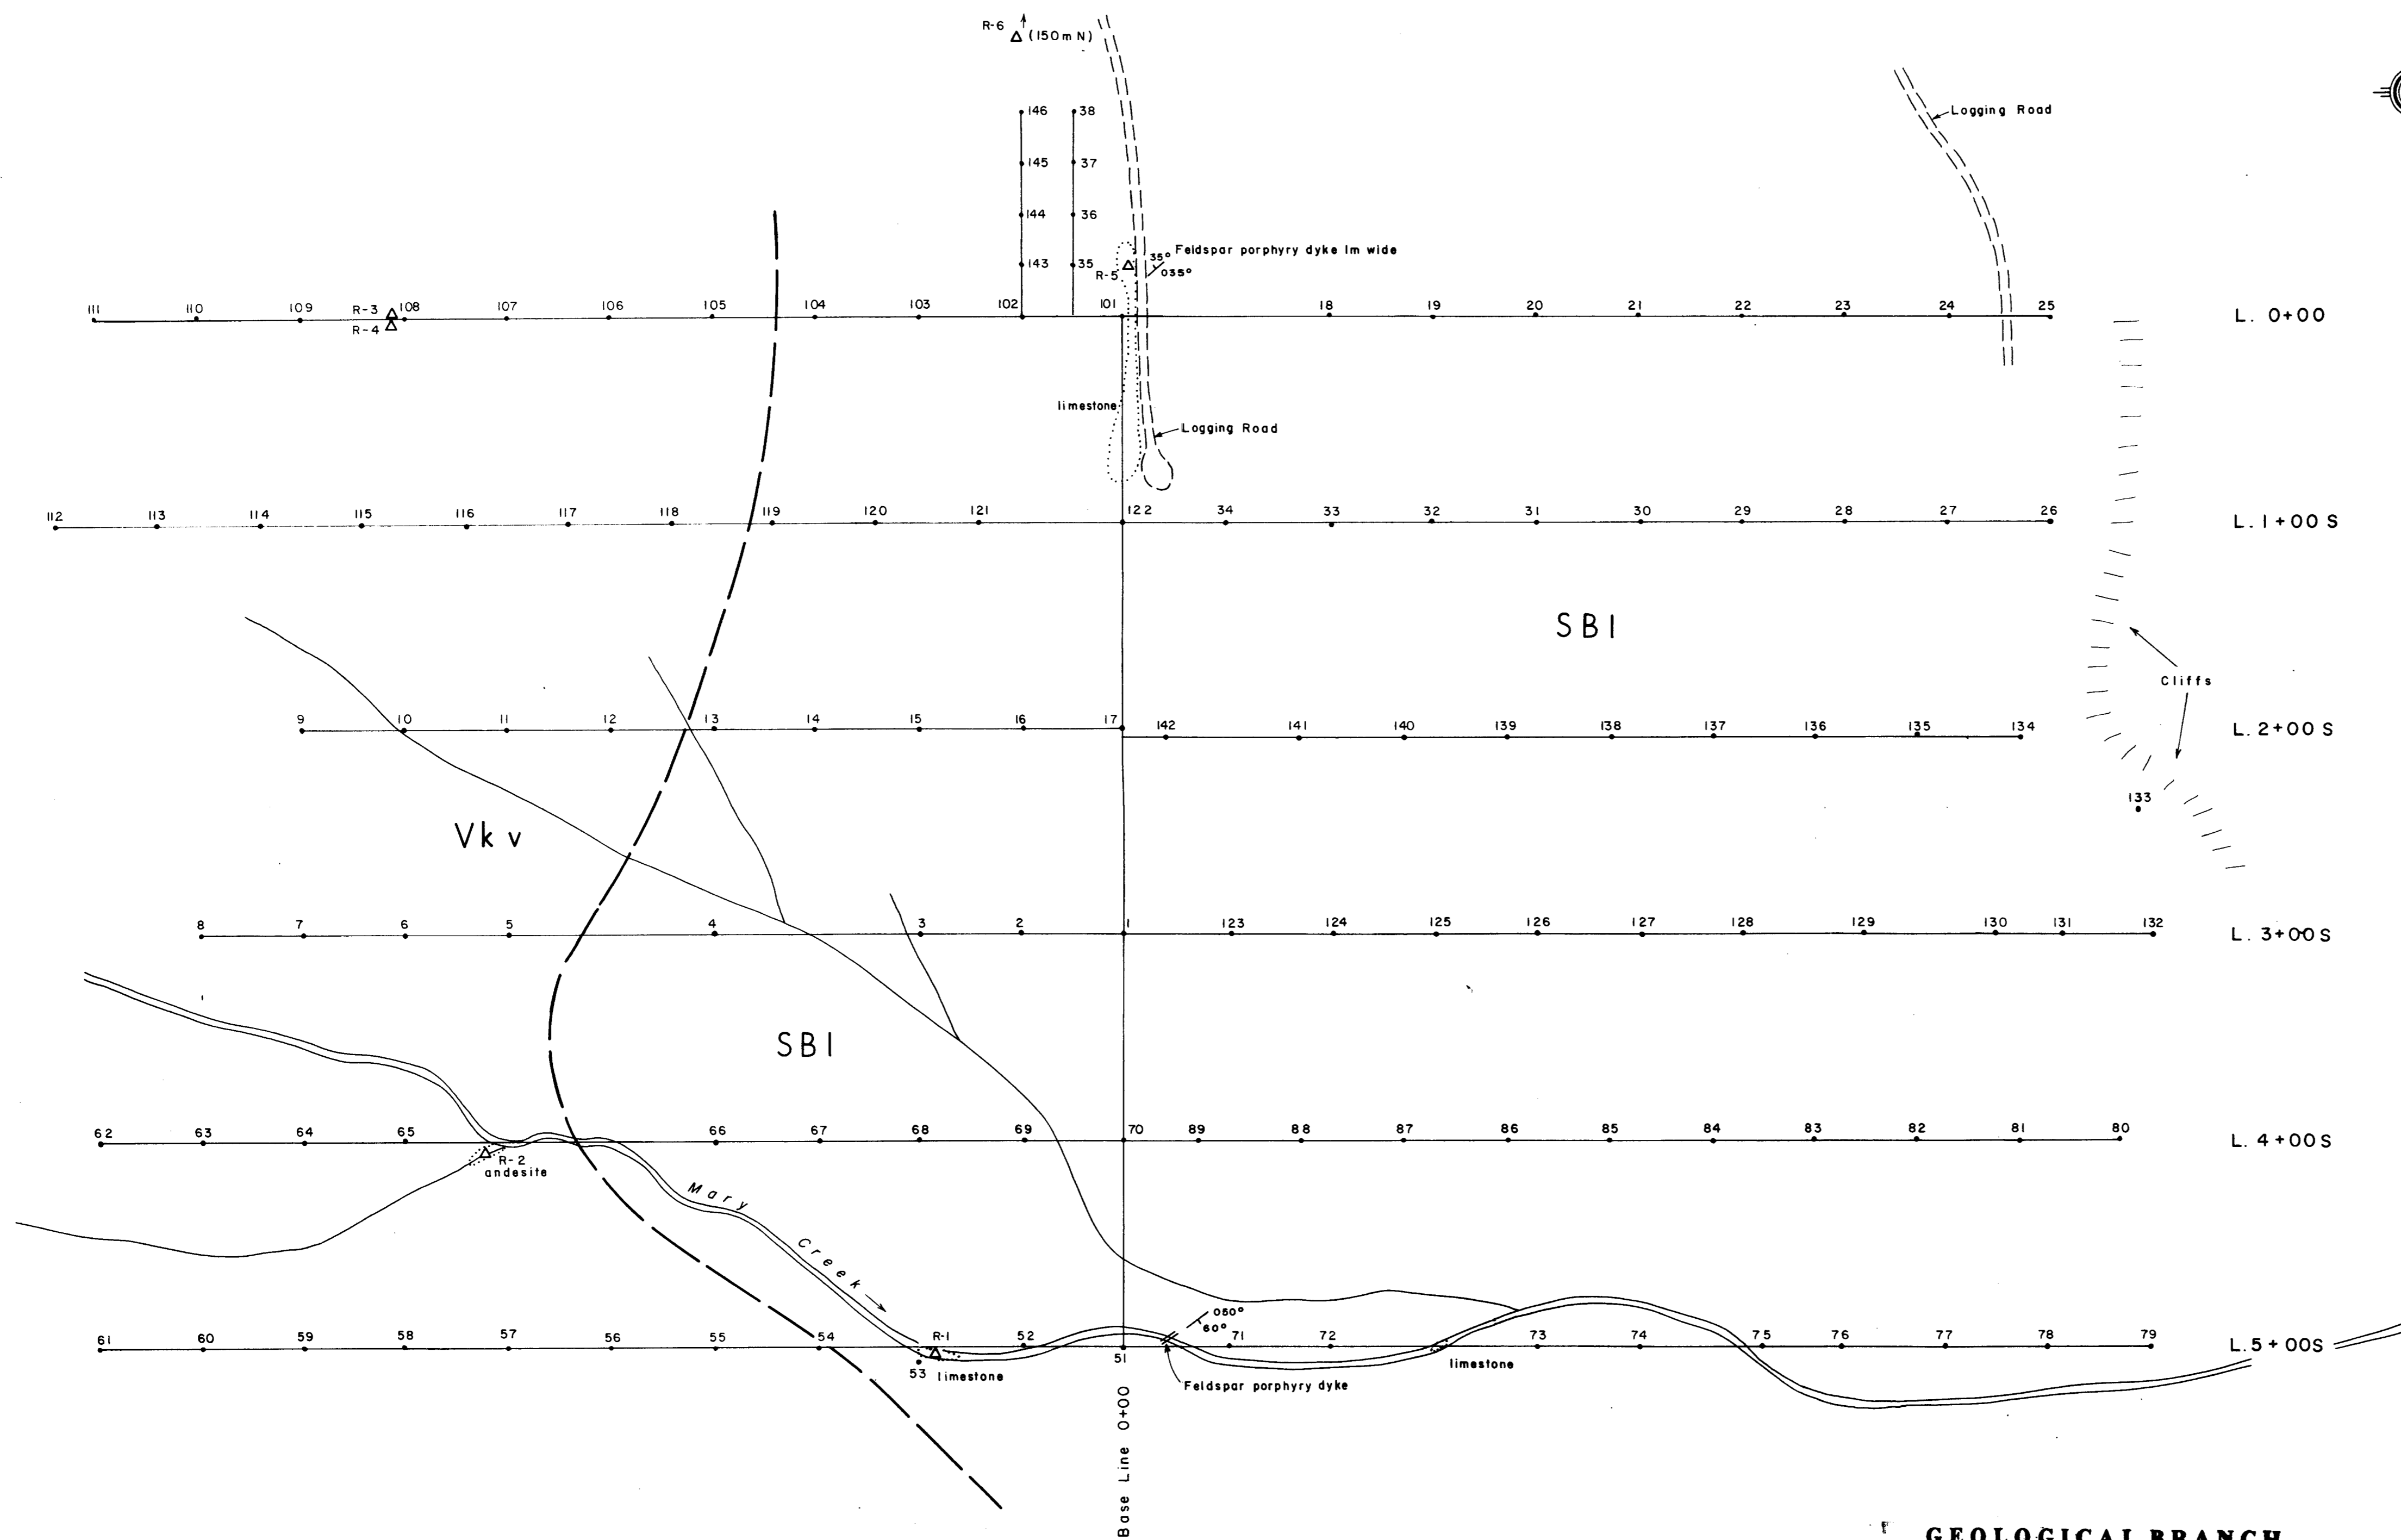 R-6
(150m N)
146 38
Logging Road
145 37
144 36
Feldspar porphyry dyke 1m wide
35°
035°
143 35
R-5
111 110 109 R-3 108 107 106 105 104 103 102 101 18 19 20 21 22 23 24 25 L. 0+00
R-4
limestone
Logging Road
112 113 114 115 116 117 118 119 120 121 122 34 33 32 31 30 29 28 27 26 L. 1+00 S
SBl
Cliffs
9 10 11 12 13 14 15 16 17 142 141 140 139 138 137 136 135 134 L. 2+00 S
133
Vk v
8 7 6 5 4 3 2 1 123 124 125 126 127 128 129 130 131 132 L. 3+00 S
SBl
62 63 64 65 66 67 68 69 70 89 88 87 86 85 84 83 82 81 80 L. 4+00S
R-2
andesite
Mary Creek
050°
60°
61 60 59 58 57 56 55 54 R-1 52 71 72 73 74 75 76 77 78 79 L. 5+00S
51
53 limestone
limestone
Feldspar porphyry dyke
Base Line 0+00
GEOLOGICAL BRANCH